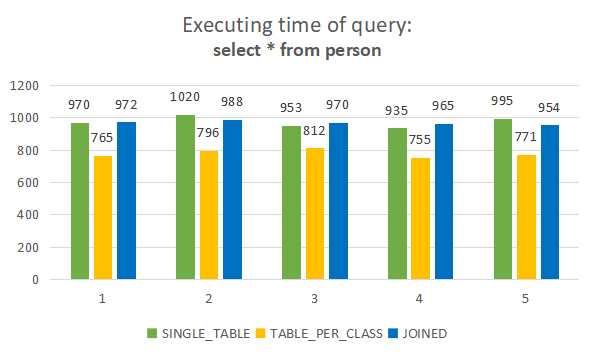 Executing time of query:
select * from person
1200
1000
800
600
400
200
0
970 765 972
1020 796 988
953 812 970
935 755 965
995 771 954
1 2 3 4 5
SINGLE_TABLE TABLE_PER_CLASS JOINED